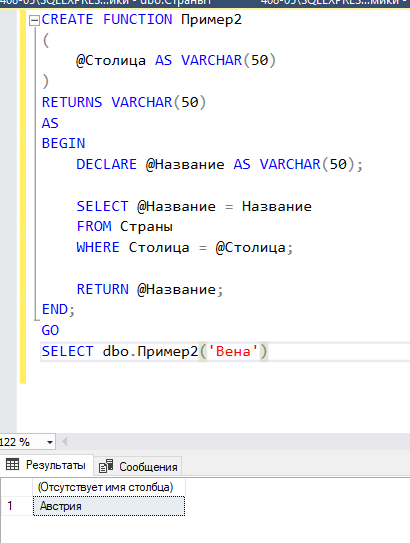 CREATE FUNCTION Пример2
(
@Столица AS VARCHAR(50)
)
RETURNS VARCHAR(50)
AS
BEGIN
DECLARE @Название AS VARCHAR(50);
SELECT @Название = Название
FROM Страны
WHERE Столица = @Столица;
RETURN @Название;
END;
GO
SELECT dbo.Пример2('Вена')
122 %
Результаты Сообщения
(Отсутствует имя столбца)
1 Австрия